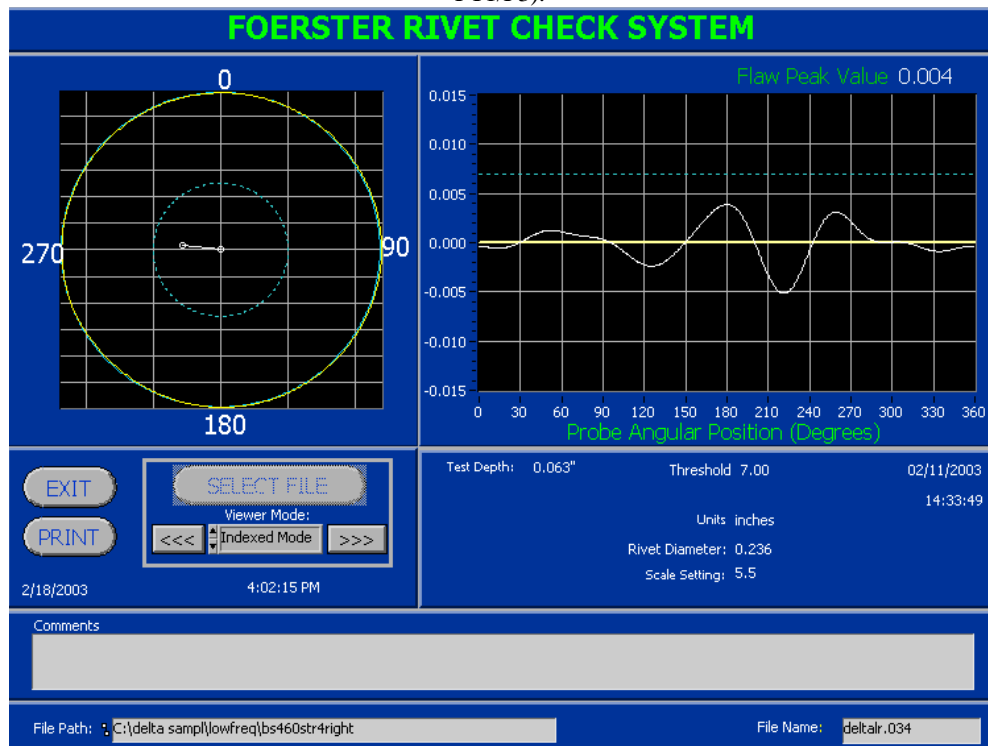 FOERSTER RIVET CHECK SYSTEM
0
270
90
180
Flaw Peak Value 0.004
0.015
0.010
0.005
0.000
-0.005
-0.010
-0.015
0 30 60 90 120 150 180 210 240 270 300 330 360
Probe Angular Position (Degrees)
EXIT
SELECT FILE
Viewer Mode:
PRINT
<<<
Indexed Mode
>>>
2/18/2003
4:02:15 PM
Test Depth: 0.063"
Threshold 7.00
02/11/2003
14:33:49
Units inches
Rivet Diameter: 0.236
Scale Setting: 5.5
Comments
File Path: C:\delta sampl\lowfreq\bs460str4right
File Name: deltalr.034